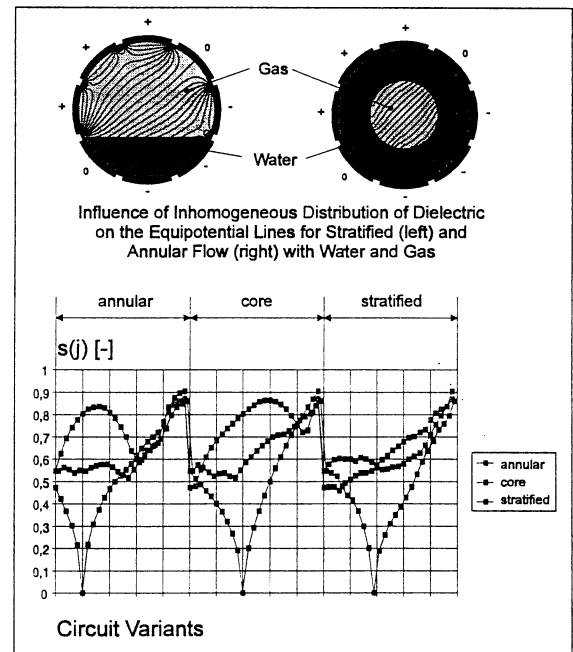 + +
+ 0
Gas
+ -
Water
0 -
- -
+ +
+ 0
+ -
0 -
- -
Influence of Inhomogeneous Distribution of Dielectric
on the Equipotential Lines for Stratified (left) and
Annular Flow (right) with Water and Gas
annular core stratified
s(j) [-]
1
0,9
0,8
0,7
0,6
0,5
0,4
0,3
0,2
0,1
0
annular
core
stratified
Circuit Variants